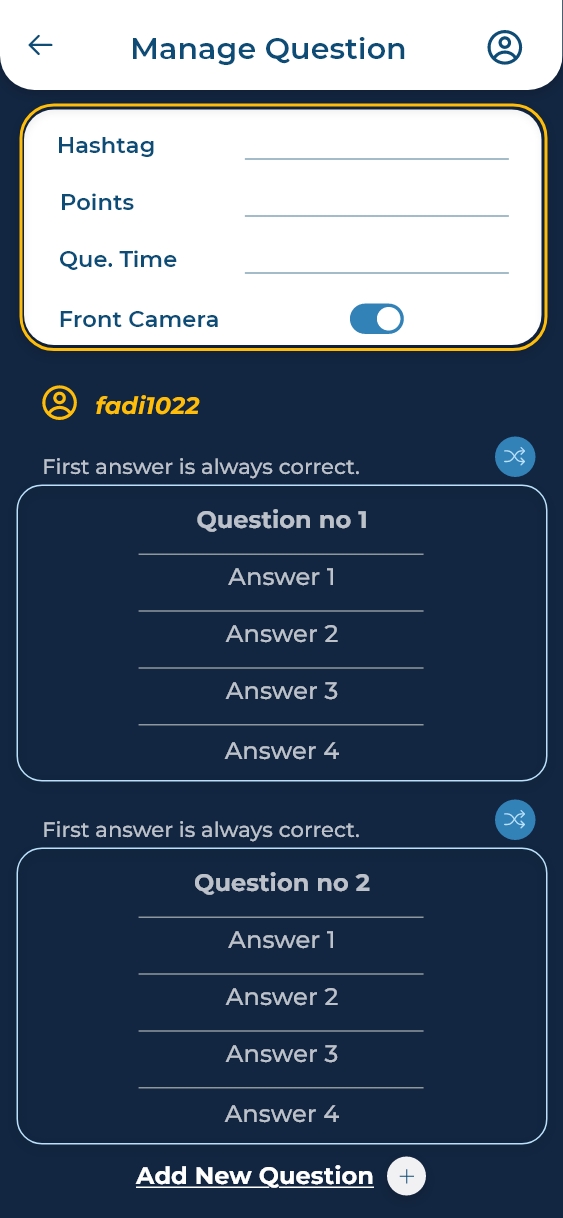 Manage Question
Hashtag
Points
Que. Time
Front Camera
fadi1022
First answer is always correct.
Question no 1
Answer 1
Answer 2
Answer 3
Answer 4
First answer is always correct.
Question no 2
Answer 1
Answer 2
Answer 3
Answer 4
Add New Question